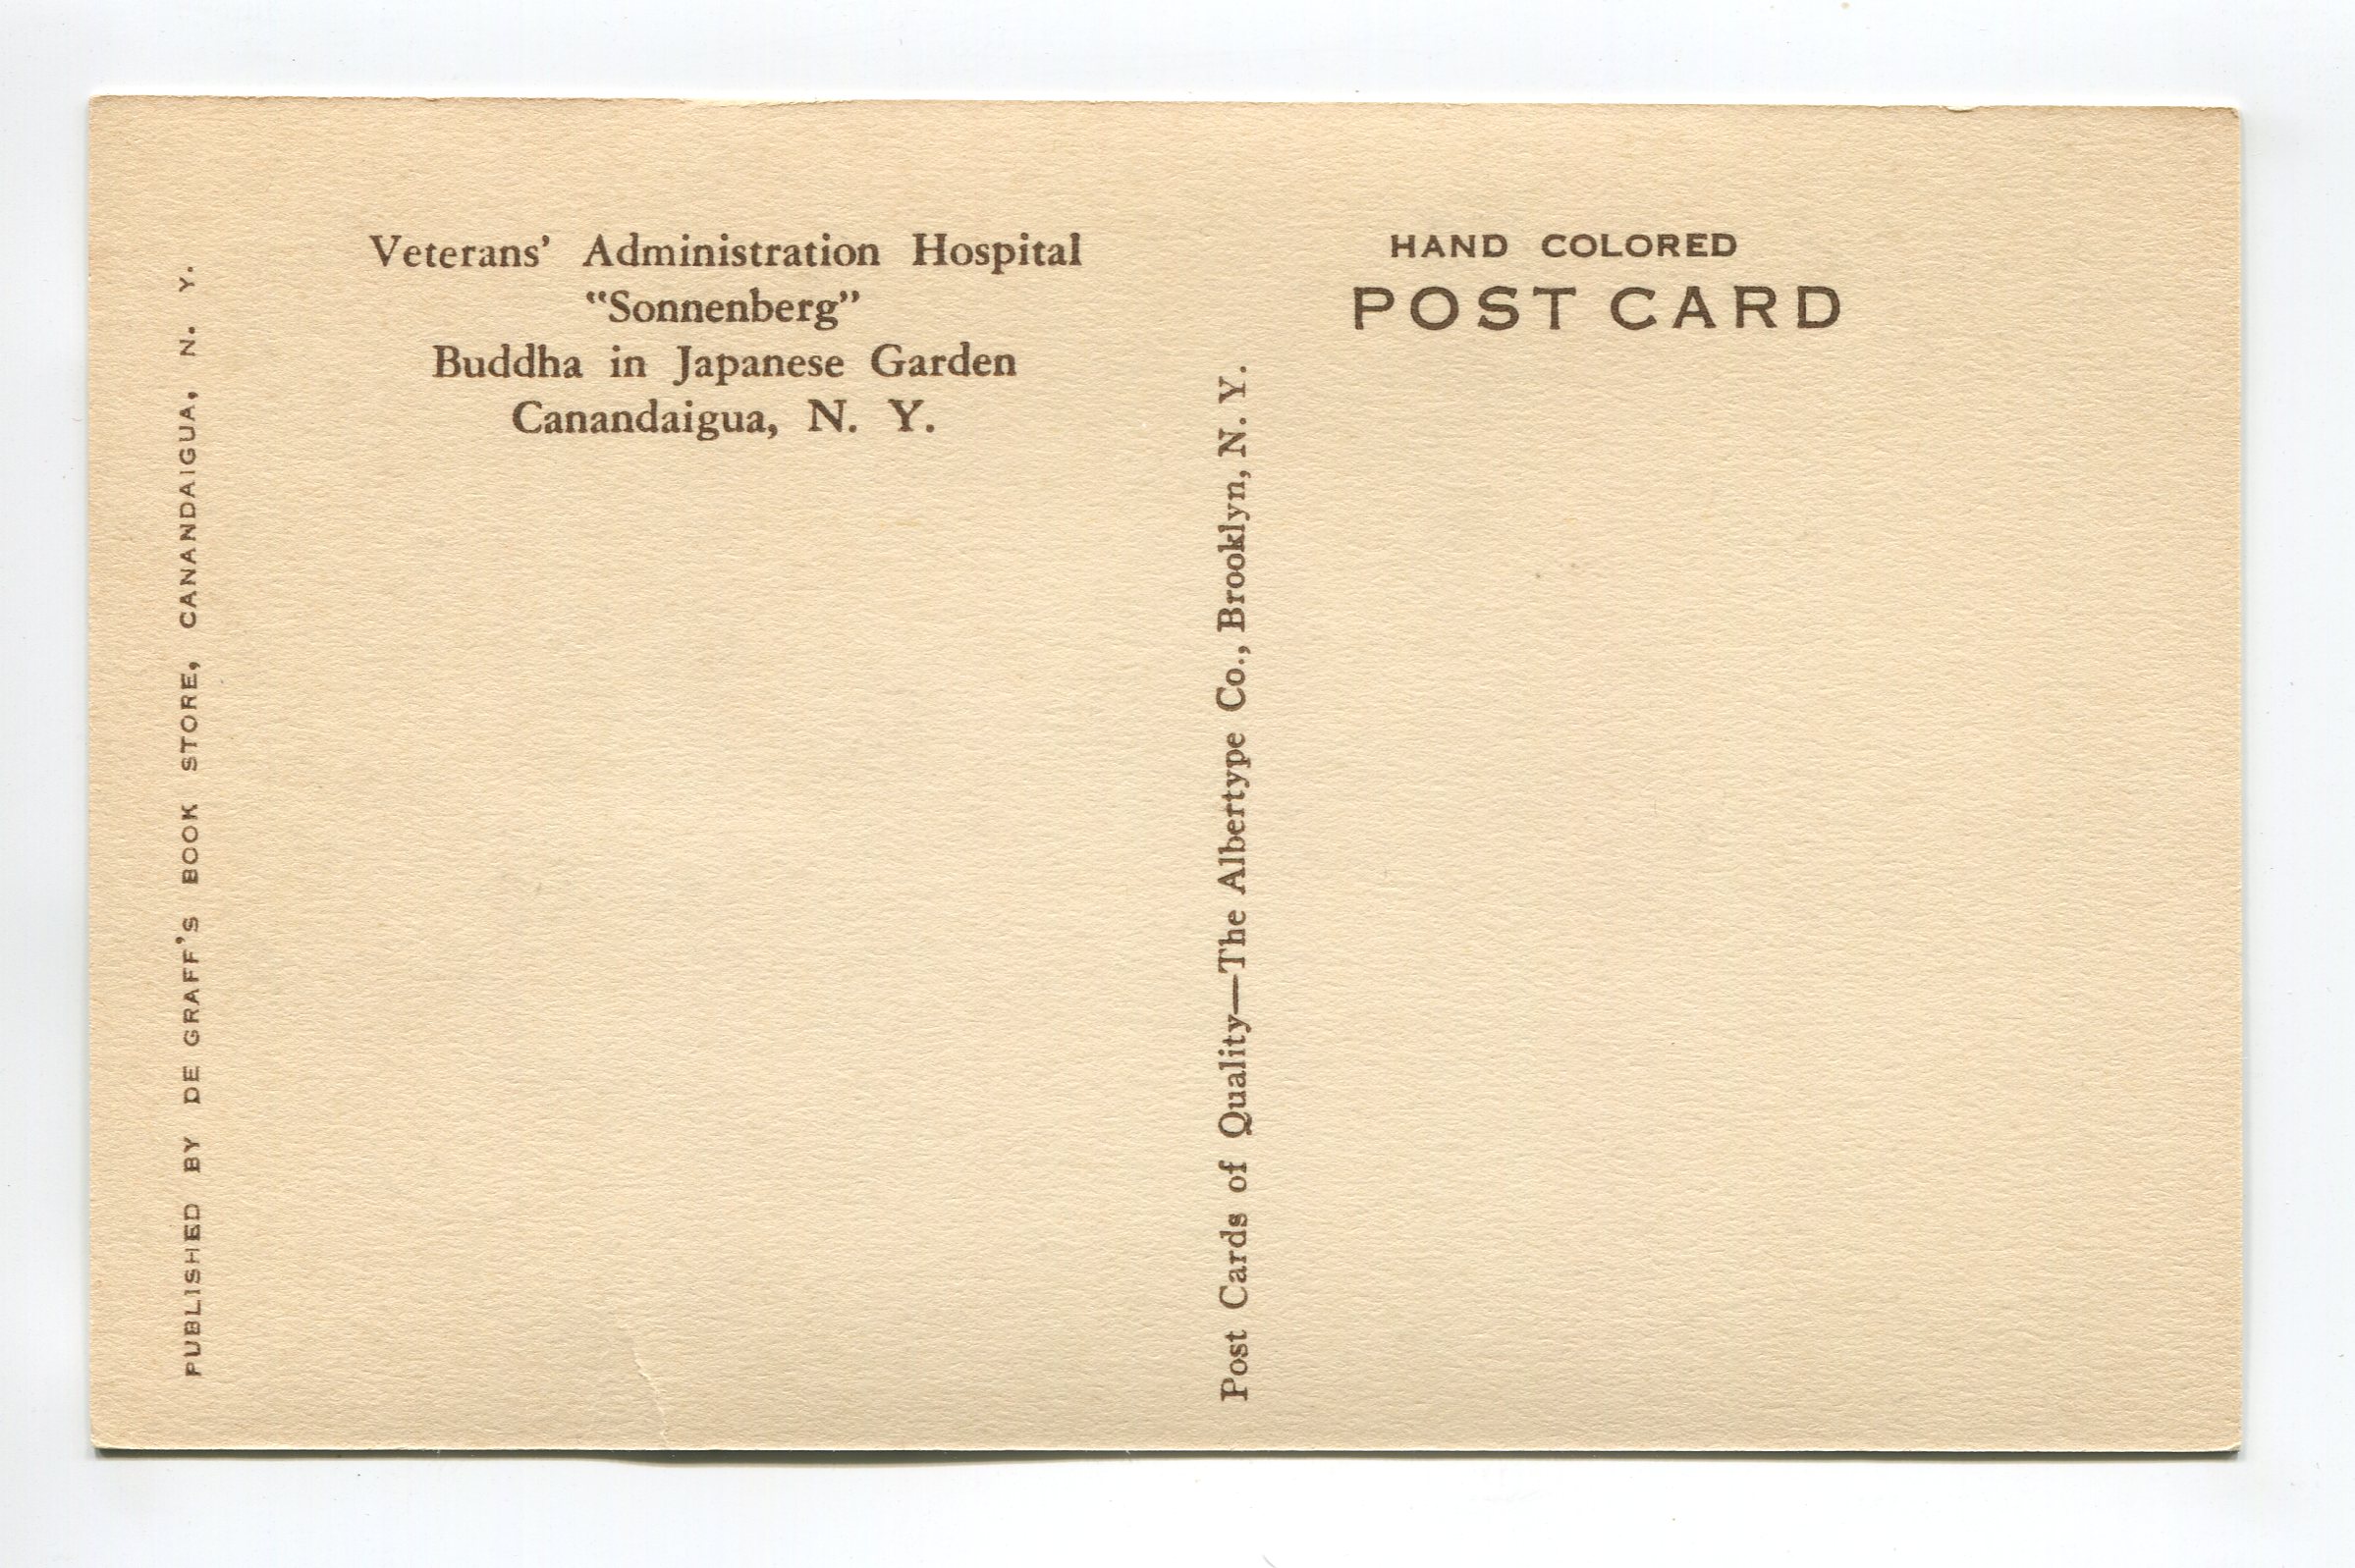 PUBLISHED BY DE GRAFF'S BOOK STORE, CANANDAIGUA, N. Y.
Veterans' Administration Hospital
"Sonnenberg"
Buddha in Japanese Garden
Canandaigua, N. Y.
Post Cards of Quality—The Albertype Co., Brooklyn, N. Y.
HAND COLORED
POST CARD